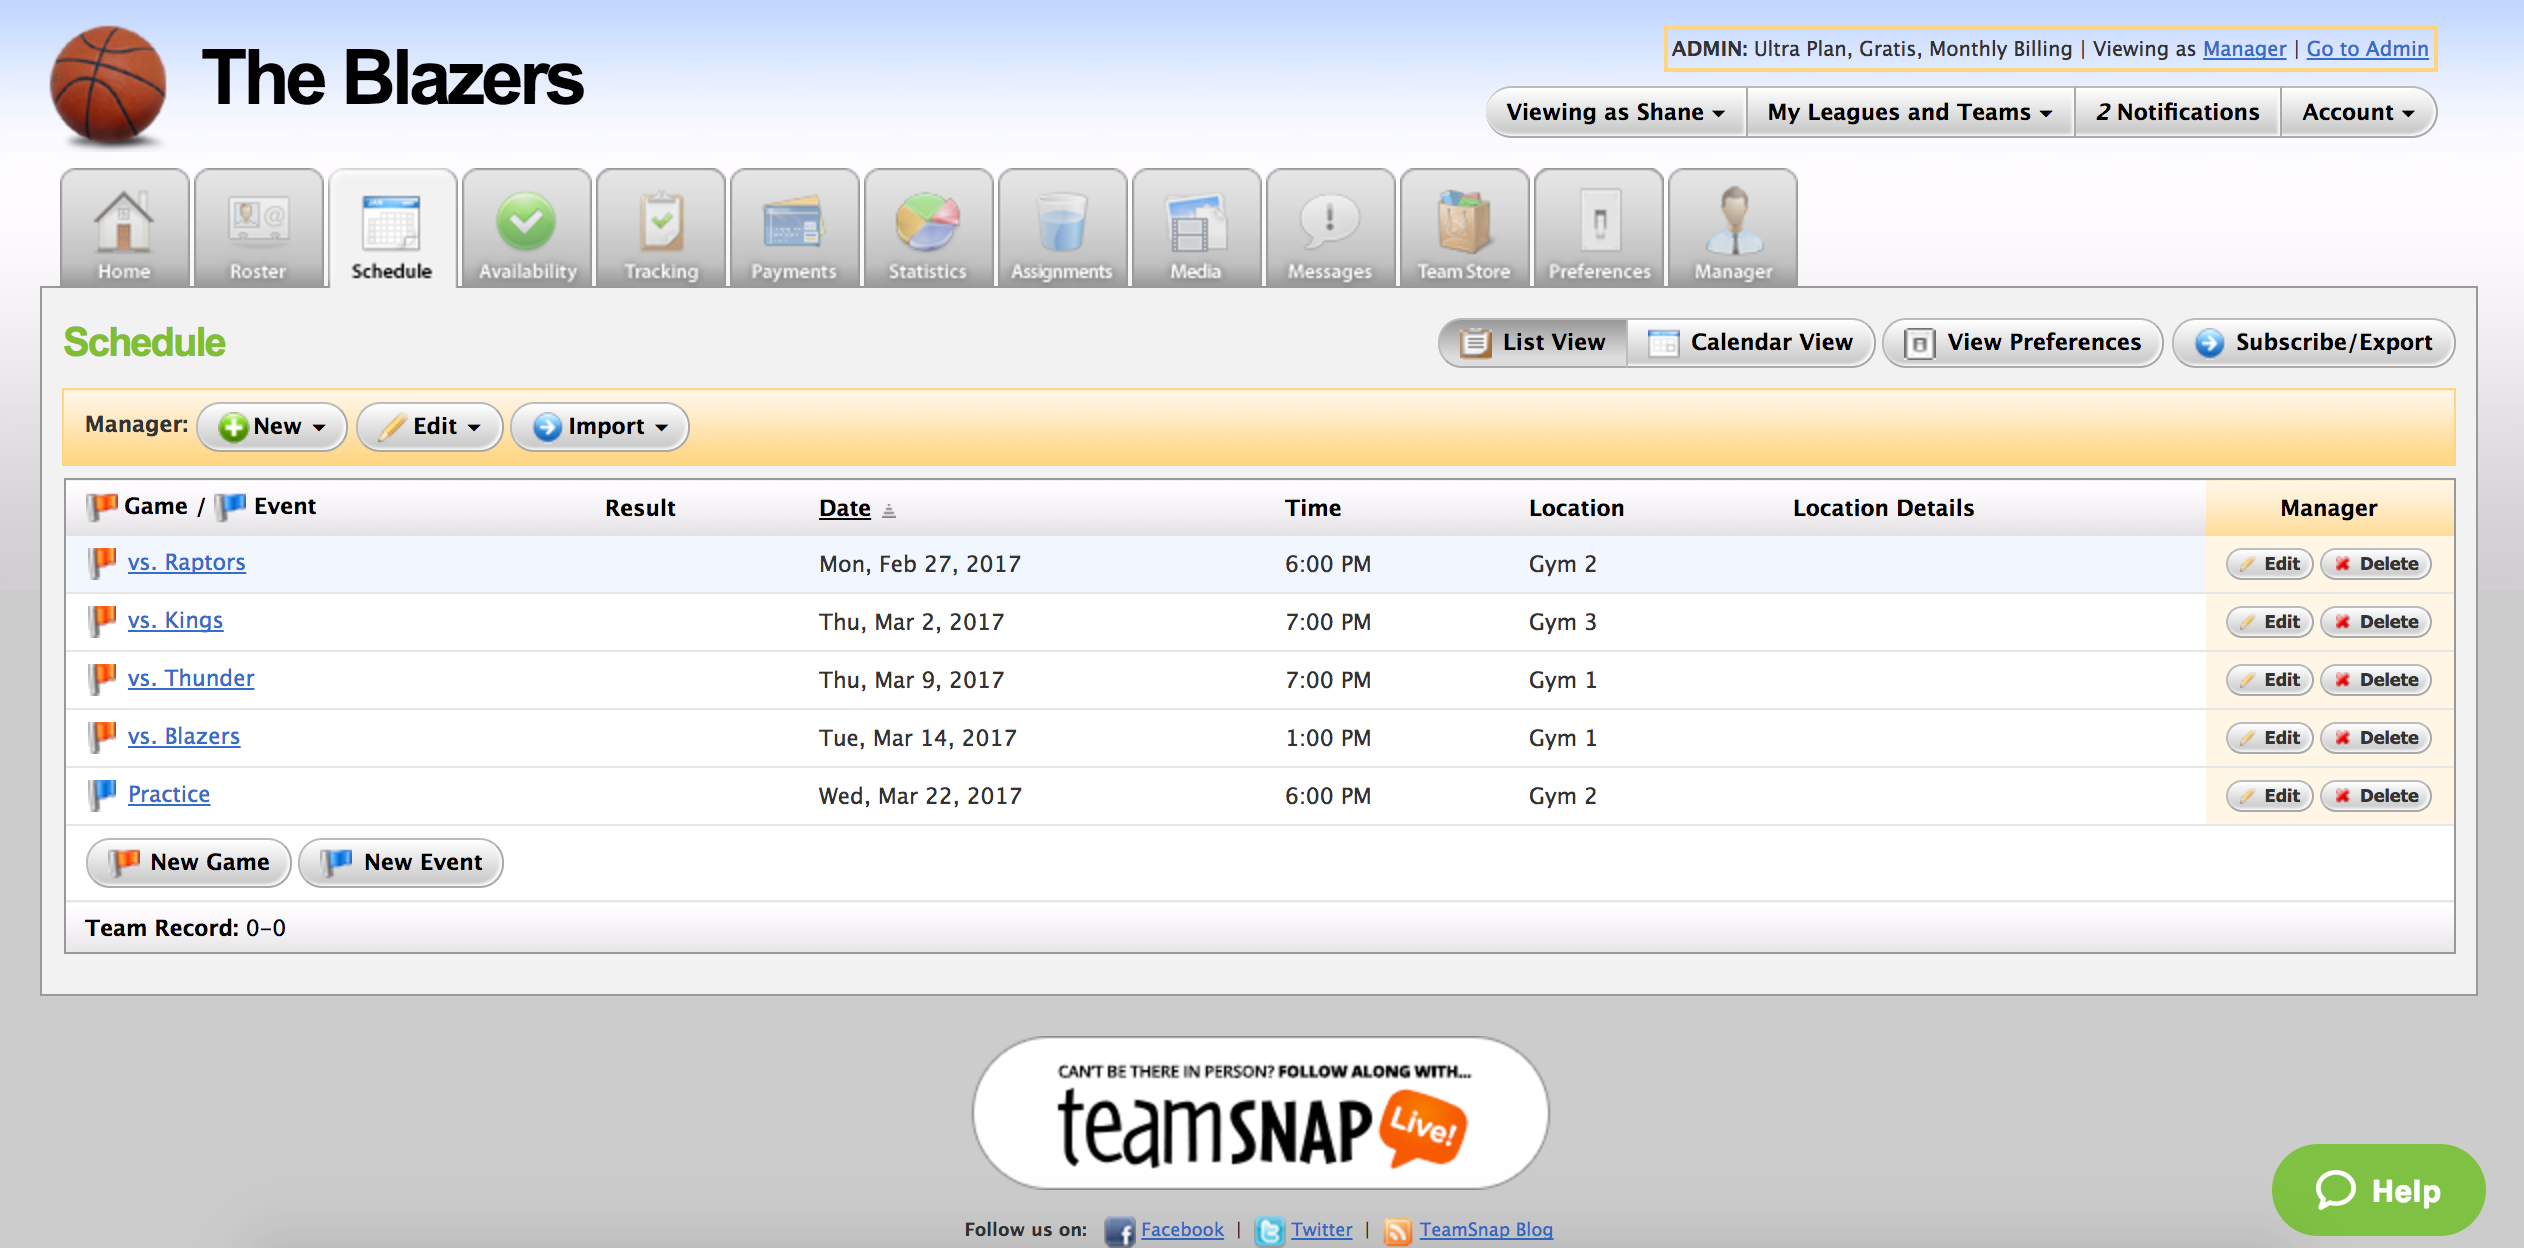 The Blazers
ADMIN: Ultra Plan, Gratis, Monthly Billing | Viewing as Manager | Go to Admin
Viewing as Shane My Leagues and Teams 2 Notifications Account
Home Roster Schedule Availability Tracking Payments Statistics Assignments Media Messages Team Store Preferences Manager
Schedule
List View Calendar View View Preferences Subscribe/Export
Manager: New Edit Import
Game / Event Result Date Time Location Location Details Manager
vs. Raptors Mon, Feb 27, 2017 6:00 PM Gym 2 Edit Delete
vs. Kings Thu, Mar 2, 2017 7:00 PM Gym 3 Edit Delete
vs. Thunder Thu, Mar 9, 2017 7:00 PM Gym 1 Edit Delete
vs. Blazers Tue, Mar 14, 2017 1:00 PM Gym 1 Edit Delete
Practice Wed, Mar 22, 2017 6:00 PM Gym 2 Edit Delete
New Game New Event
Team Record: 0-0
CAN'T BE THERE IN PERSON? FOLLOW ALONG WITH...
teamSNAP Live!
Help
Follow us on: Facebook | Twitter | TeamSnap Blog